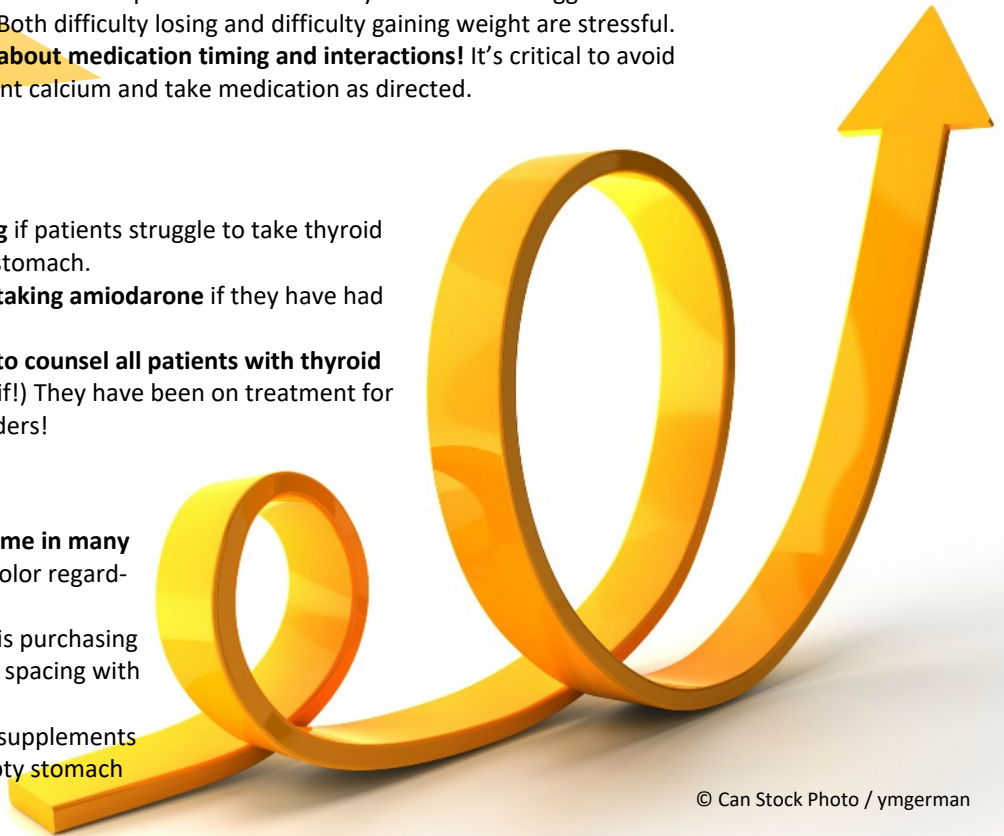 Both difficulty losing and difficulty gaining weight are stressful.
about medication timing and interactions! It’s critical to avoid
nt calcium and take medication as directed.
g if patients struggle to take thyroid
stomach.
taking amiodarone if they have had
to counsel all patients with thyroid
if!) They have been on treatment for
ders!
me in many
olor regard-
is purchasing
spacing with
supplements
pty stomach
© Can Stock Photo / ymgerman